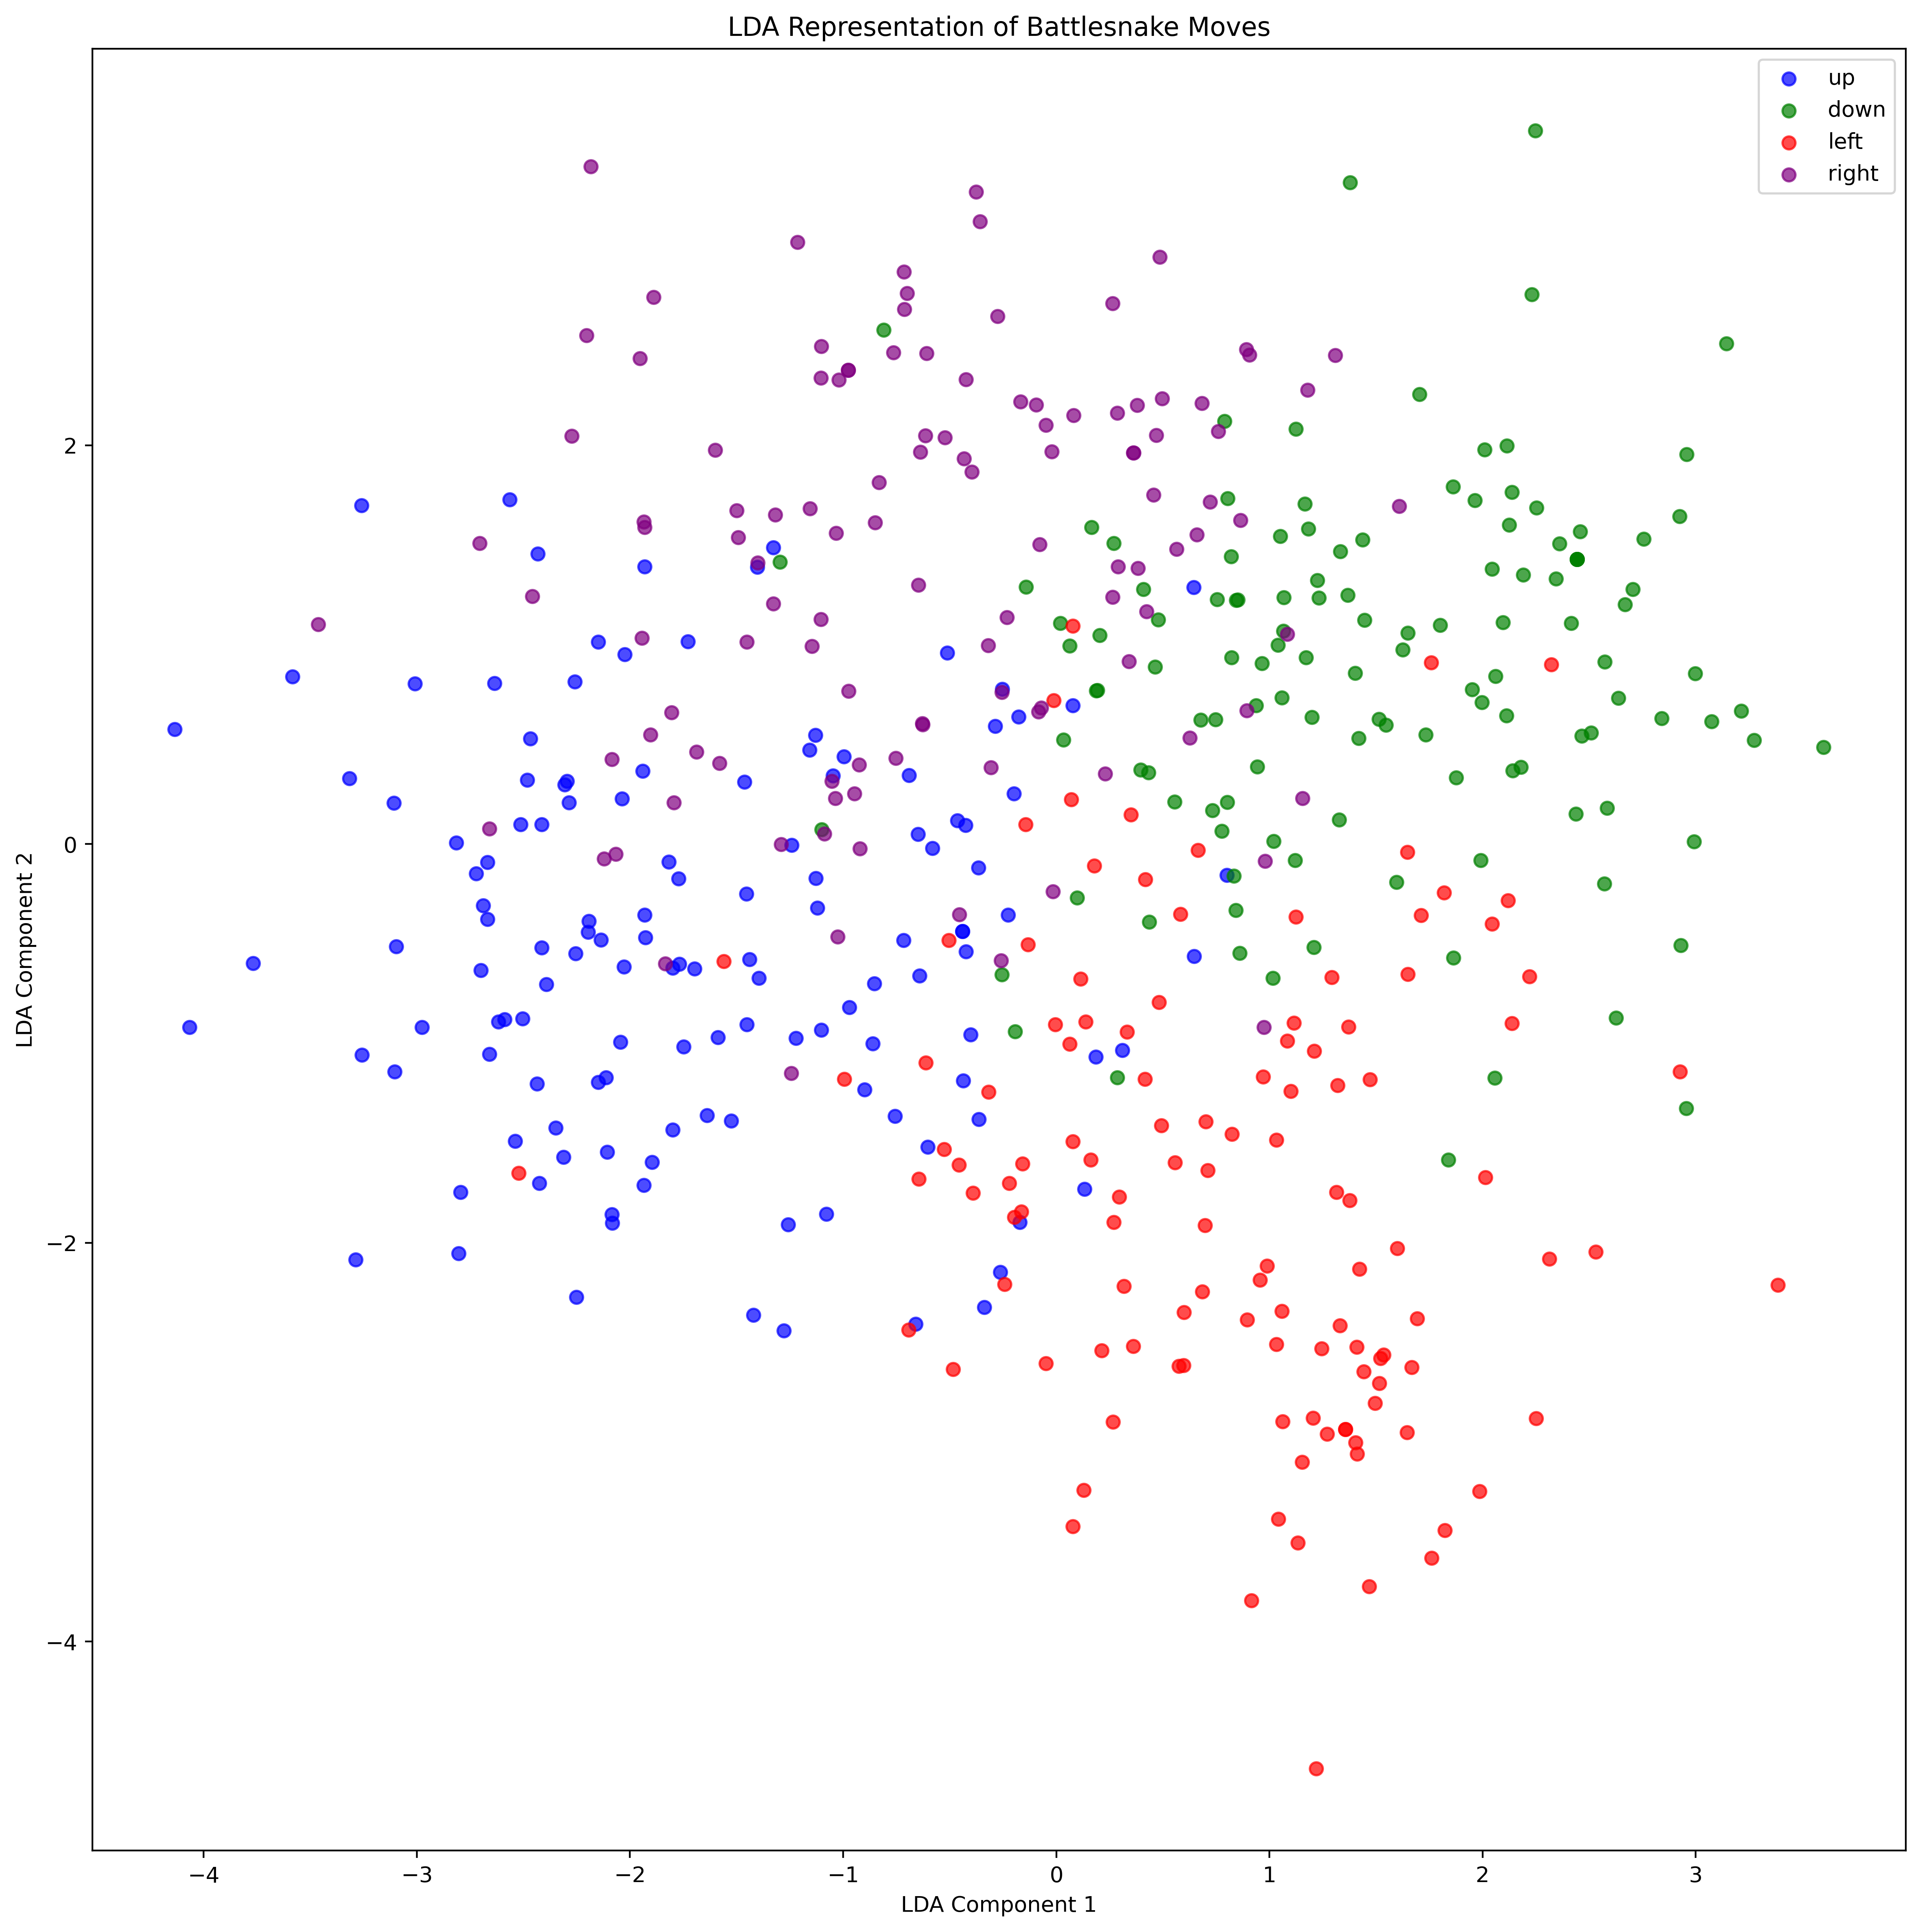 LDA Representation of Battlesnake Moves
up
down
left
right
LDA Component 2
2
0
−2
−4
−4
−3
−2
−1
0
1
2
3
LDA Component 1